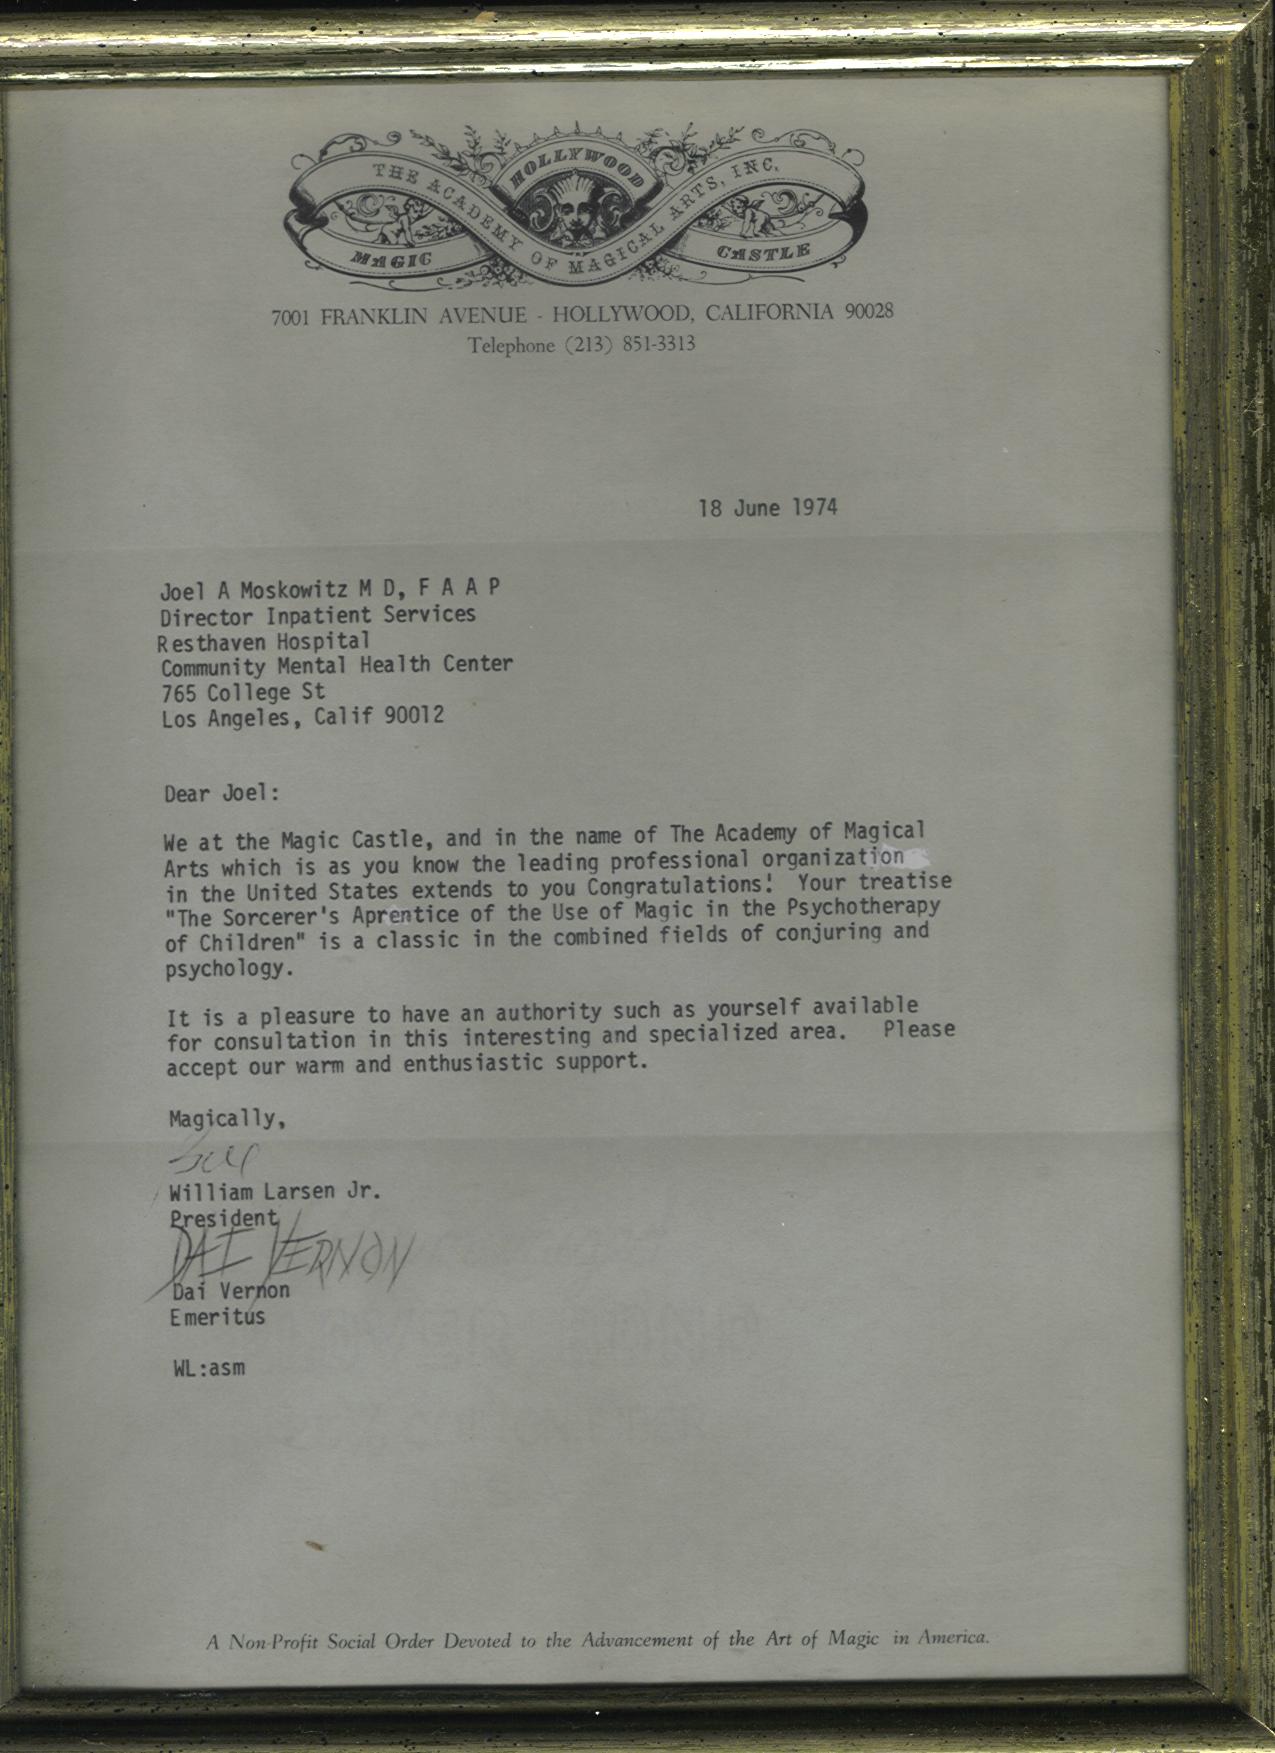 HOLLYWOOD
THE ACADEMY OF MAGICAL ARTS, INC.
MAGIC CASTLE
7001 FRANKLIN AVENUE - HOLLYWOOD, CALIFORNIA 90028
Telephone (213) 851-3313
18 June 1974
Joel A Moskowitz M D, F A A P
Director Inpatient Services
Resthaven Hospital
Community Mental Health Center
765 College St
Los Angeles, Calif 90012
Dear Joel:
We at the Magic Castle, and in the name of The Academy of Magical
Arts which is as you know the leading professional organization
in the United States extends to you Congratulations! Your treatise
"The Sorcerer's Aprentice of the Use of Magic in the Psychotherapy
of Children" is a classic in the combined fields of conjuring and
psychology.
It is a pleasure to have an authority such as yourself available
for consultation in this interesting and specialized area. Please
accept our warm and enthusiastic support.
Magically,
Bill
William Larsen Jr.
President
DAI VERNON
Dai Vernon
Emeritus
WL:asm
A Non-Profit Social Order Devoted to the Advancement of the Art of Magic in America.